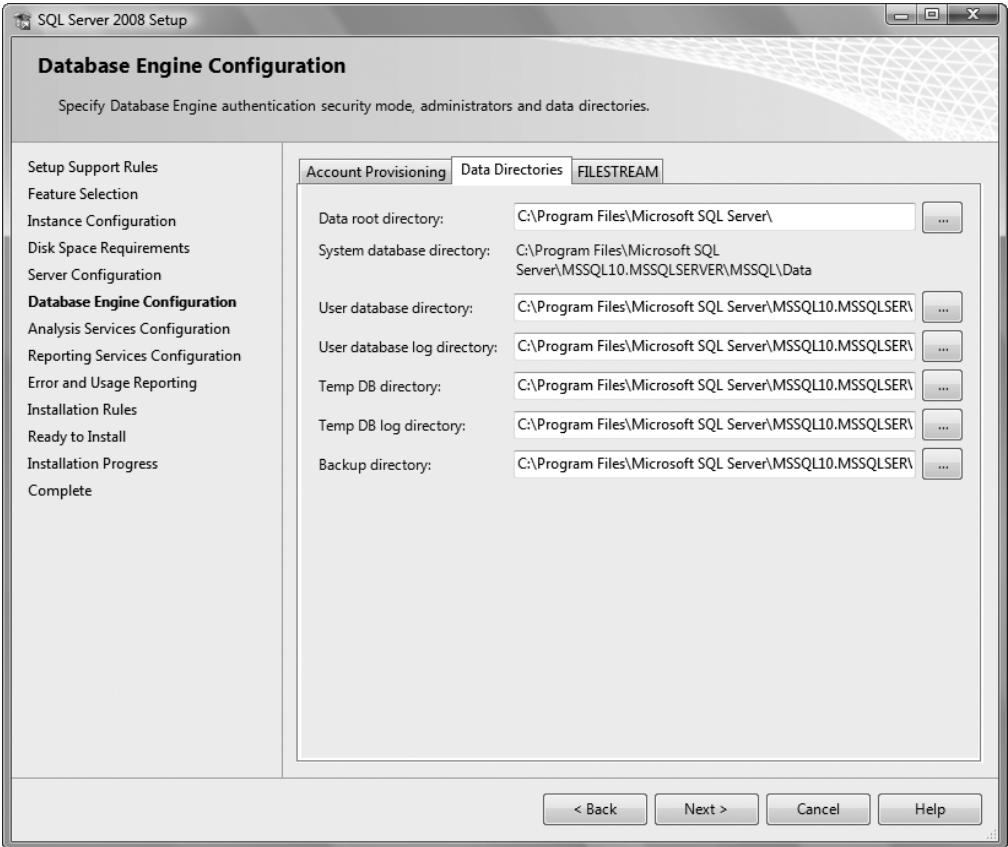 SQL Server 2008 Setup
Database Engine Configuration
Specify Database Engine authentication security mode, administrators and data directories.
Setup Support Rules
Feature Selection
Instance Configuration
Disk Space Requirements
Server Configuration
Database Engine Configuration
Analysis Services Configuration
Reporting Services Configuration
Error and Usage Reporting
Installation Rules
Ready to Install
Installation Progress
Complete
Account Provisioning Data Directories FILESTREAM
Data root directory: C:\Program Files\Microsoft SQL Server\ ...
System database directory: C:\Program Files\Microsoft SQL
Server\MSSQL10.MSSQLSERVER\MSSQL\Data
User database directory: C:\Program Files\Microsoft SQL Server\MSSQL10.MSSQLSER\ ...
User database log directory: C:\Program Files\Microsoft SQL Server\MSSQL10.MSSQLSER\ ...
Temp DB directory: C:\Program Files\Microsoft SQL Server\MSSQL10.MSSQLSER\ ...
Temp DB log directory: C:\Program Files\Microsoft SQL Server\MSSQL10.MSSQLSER\ ...
Backup directory: C:\Program Files\Microsoft SQL Server\MSSQL10.MSSQLSER\ ...
< Back Next > Cancel Help